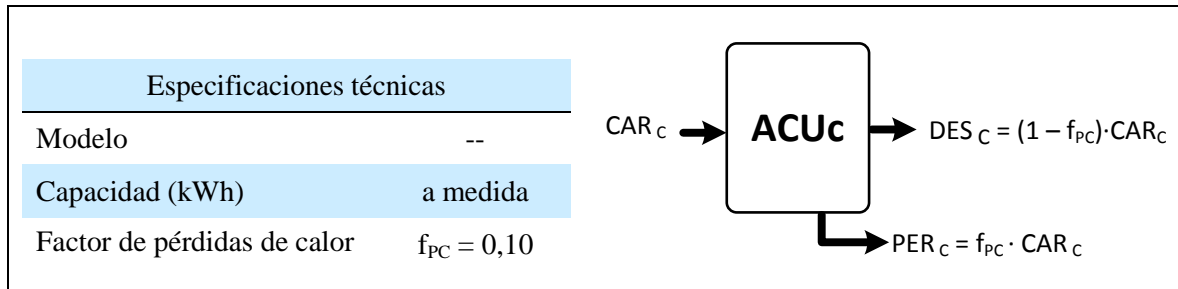 Especificaciones técnicas
Modelo --
Capacidad (kWh) a medida
Factor de pérdidas de calor f_PC = 0,10
CAR_C
ACUc
DES_C = (1 – f_PC)·CAR_C
PER_C = f_PC · CAR_C